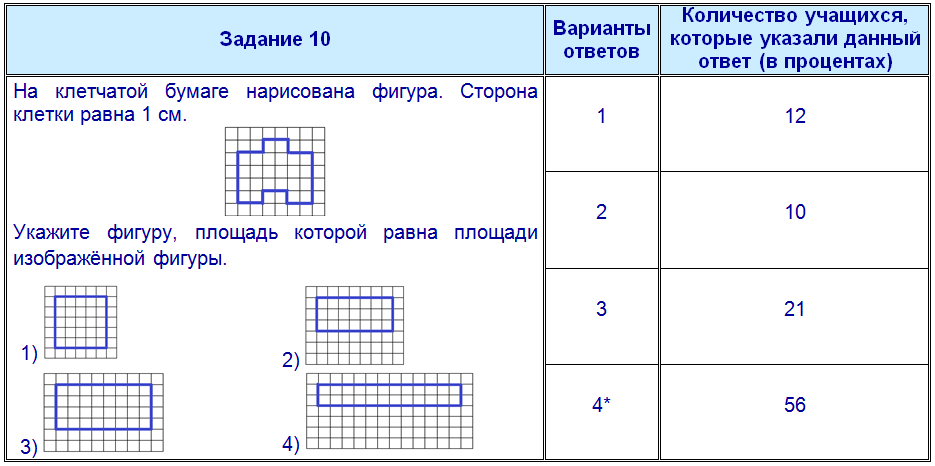 Задание 10
Варианты
ответов
Количество учащихся,
которые указали данный
ответ (в процентах)
На клетчатой бумаге нарисована фигура. Сторона
клетки равна 1 см.
Укажите фигуру, площадь которой равна площади
изображённой фигуры.
1)
2)
3)
4)
1
12
2
10
3
21
4*
56